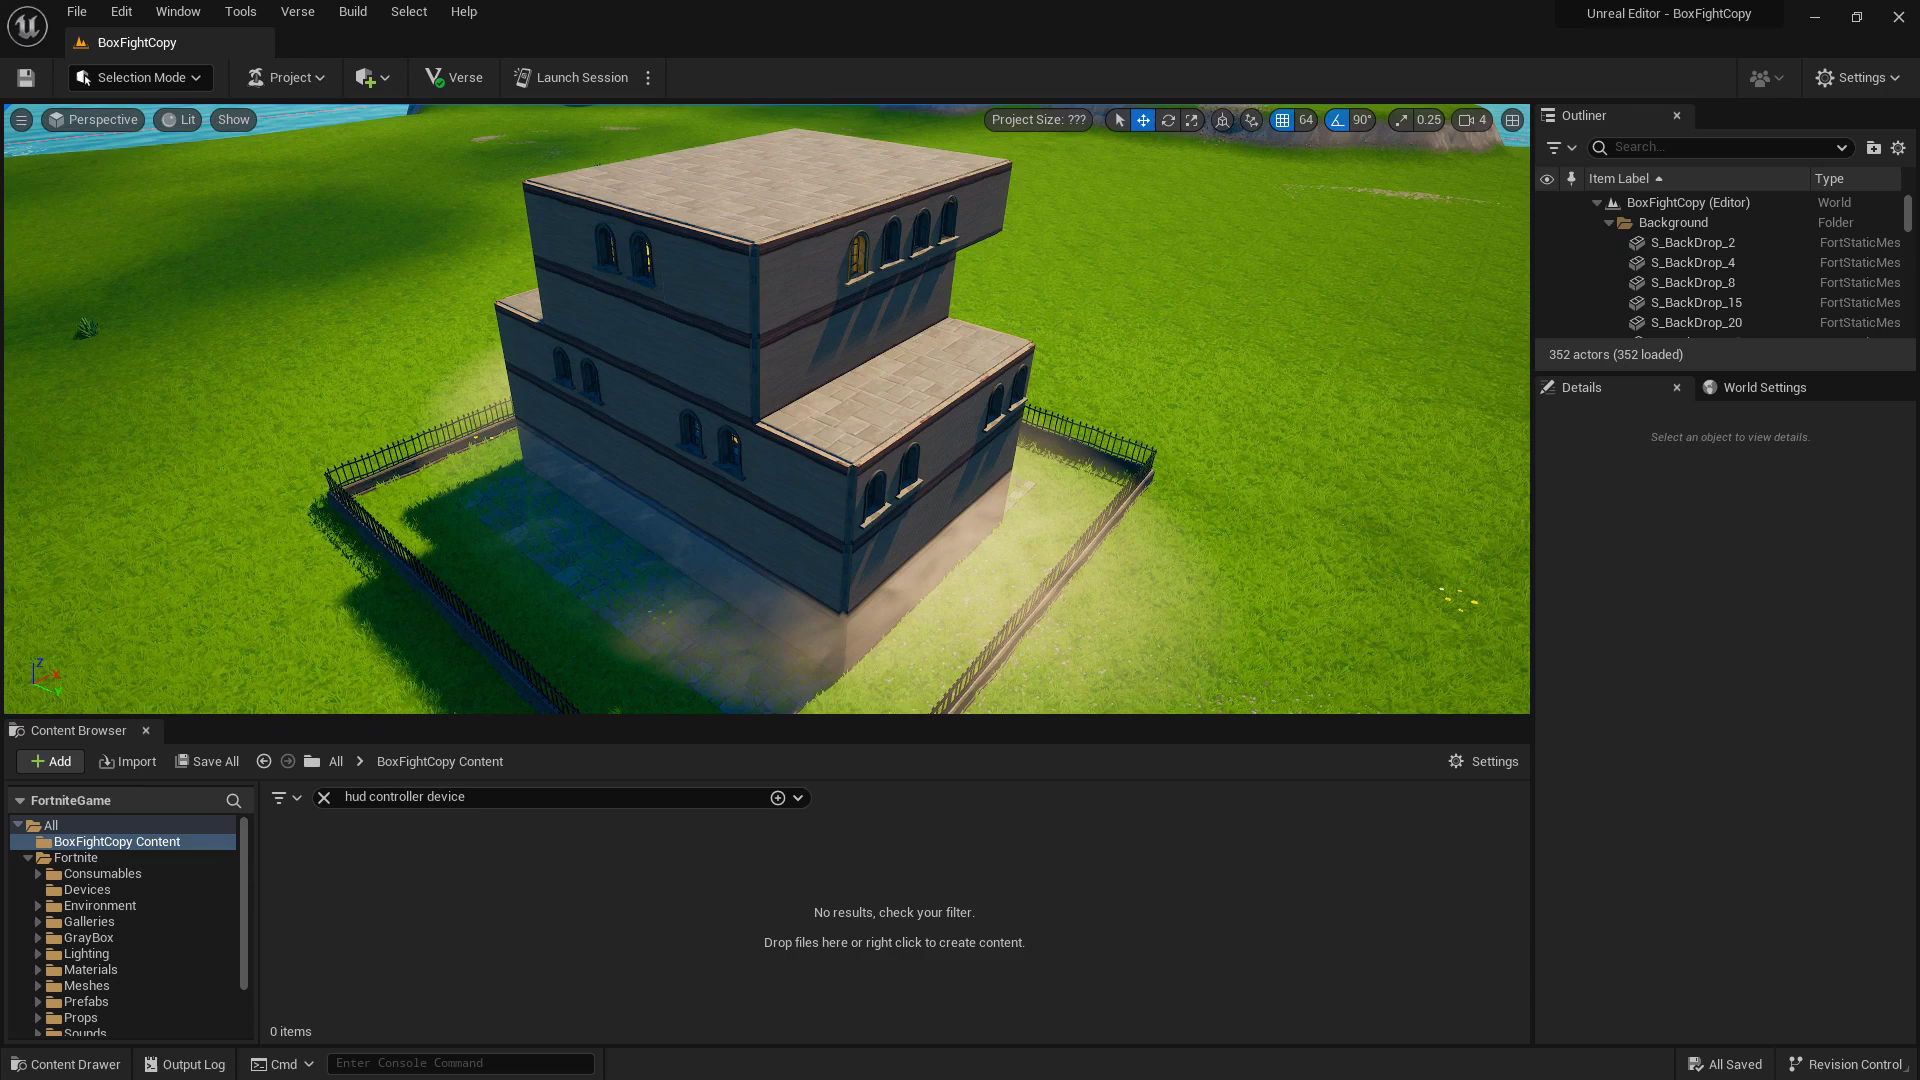 File Edit Window Tools Verse Build Select Help
Unreal Editor - BoxFightCopy
BoxFightCopy
Selection Mode
Project
Verse
Launch Session
Settings
Perspective
Lit
Show
Project Size: ???
64
90°
0.25
4
Outliner
Search...
Item Label
Type
BoxFightCopy (Editor) World
Background Folder
S_BackDrop_2 FortStaticMes
S_BackDrop_4 FortStaticMes
S_BackDrop_8 FortStaticMes
S_BackDrop_15 FortStaticMes
S_BackDrop_20 FortStaticMes
352 actors (352 loaded)
Details
World Settings
Select an object to view details.
Z
X
Y
Content Browser
Add
Import
Save All
All
BoxFightCopy Content
Settings
FortniteGame
hud controller device
All
BoxFightCopy Content
Fortnite
Consumables
Devices
Environment
Galleries
GrayBox
Lighting
Materials
Meshes
Prefabs
Props
Sounds
No results, check your filter.
Drop files here or right click to create content.
0 items
Content Drawer
Output Log
Cmd
Enter Console Command
All Saved
Revision Control